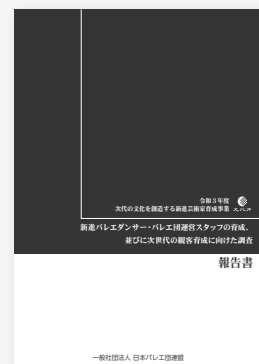 令和3年度
次代の文化を創造する新進芸術家育成事業 文化庁
新進バレエダンサー・バレエ団運営スタッフの育成、
並びに次世代の観客育成に向けた調査
報告書
一般社団法人 日本バレエ団連盟